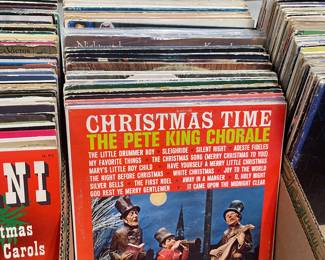 CHRISTMAS TIME
THE PETE KING CHORALE
THE LITTLE DRUMMER BOY • SLEIGHRIDE • SILENT NIGHT • ADESTE FIDELES
MY FAVORITE THINGS • THE CHRISTMAS SONG (MERRY CHRISTMAS TO YOU)
MARY'S LITTLE BOY CHILD • HAVE YOURSELF A MERRY LITTLE CHRISTMAS
THE NIGHT BEFORE CHRISTMAS • WHITE CHRISTMAS • JOY TO THE WORLD
SILVER BELLS • THE FIRST NOEL • AWAY IN A MANGER • O, HOLY NIGHT
GOD REST YE MERRY GENTLEMEN • IT CAME UPON THE MIDNIGHT CLEAR
NI
tmas
Carols